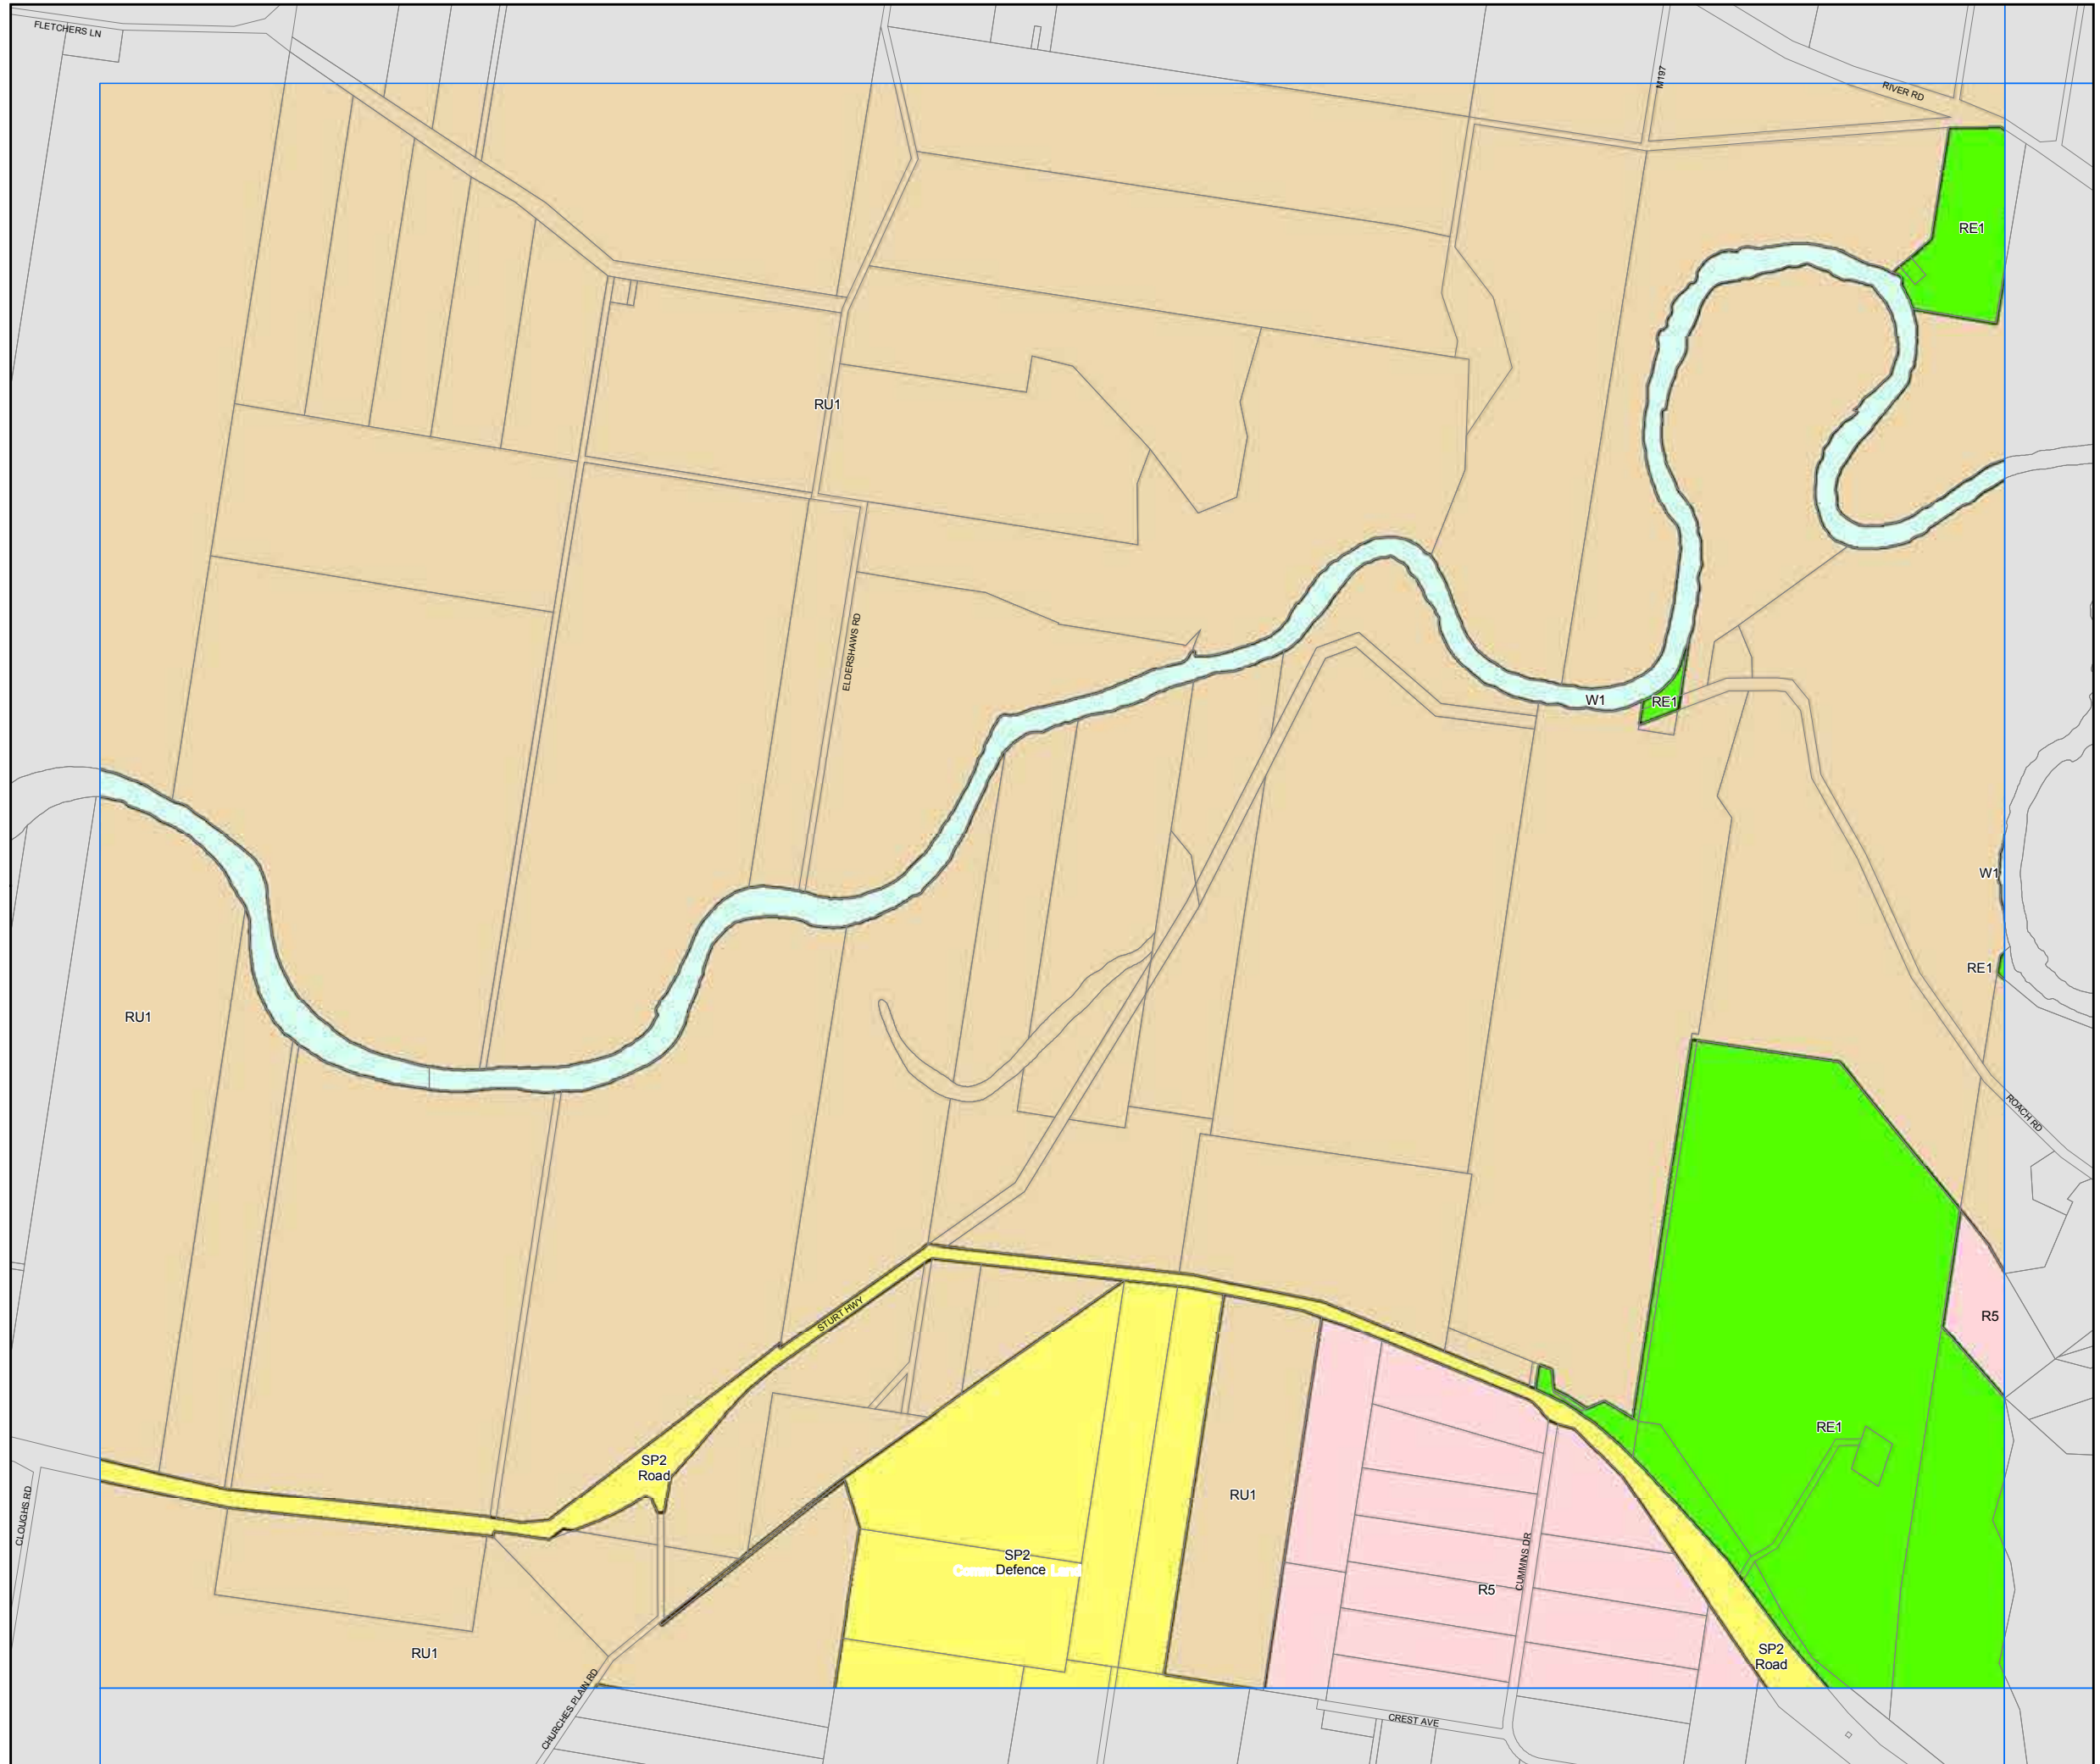 FLETCHERS LN
M197
RIVER RD
RE1
RU1
ELDERSHAWS RD
W1
RE1
W1
RE1
RU1
ROACH RD
STURT HWY
R5
RE1
SP2
Road
RU1
CLOUGHS RD
SP2
Defence
CUMMINS DR
R5
RU1
SP2
Road
CHURCHES PLAIN RD
CREST AVE